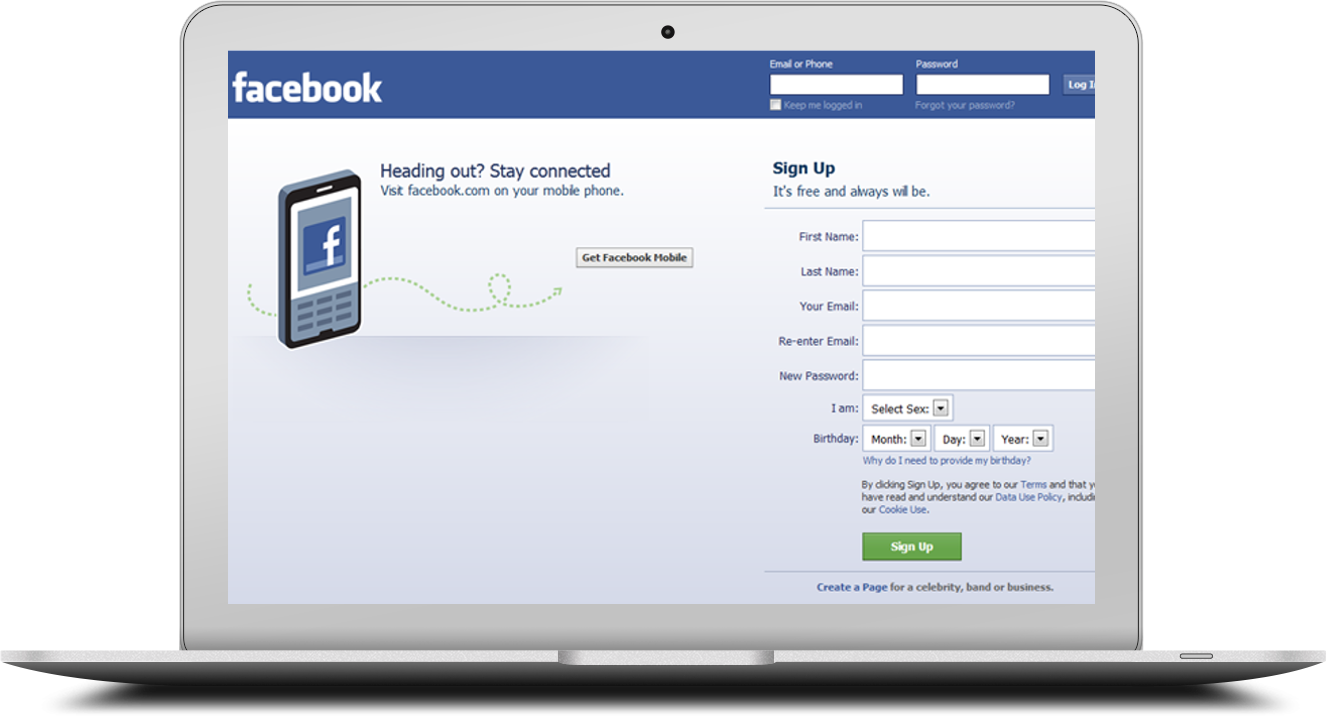 facebook
Email or Phone
Password
Keep me logged in
Forgot your password?
Log I
Heading out? Stay connected
Visit facebook.com on your mobile phone.
f
Get Facebook Mobile
Sign Up
It's free and always will be.
First Name:
Last Name:
Your Email:
Re-enter Email:
New Password:
I am: Select Sex:
Birthday: Month: Day: Year:
Why do I need to provide my birthday?
By clicking Sign Up, you agree to our Terms and that
have read and understand our Data Use Policy,
our Cookie Use.
Sign Up
Create a Page for a celebrity, band or business.